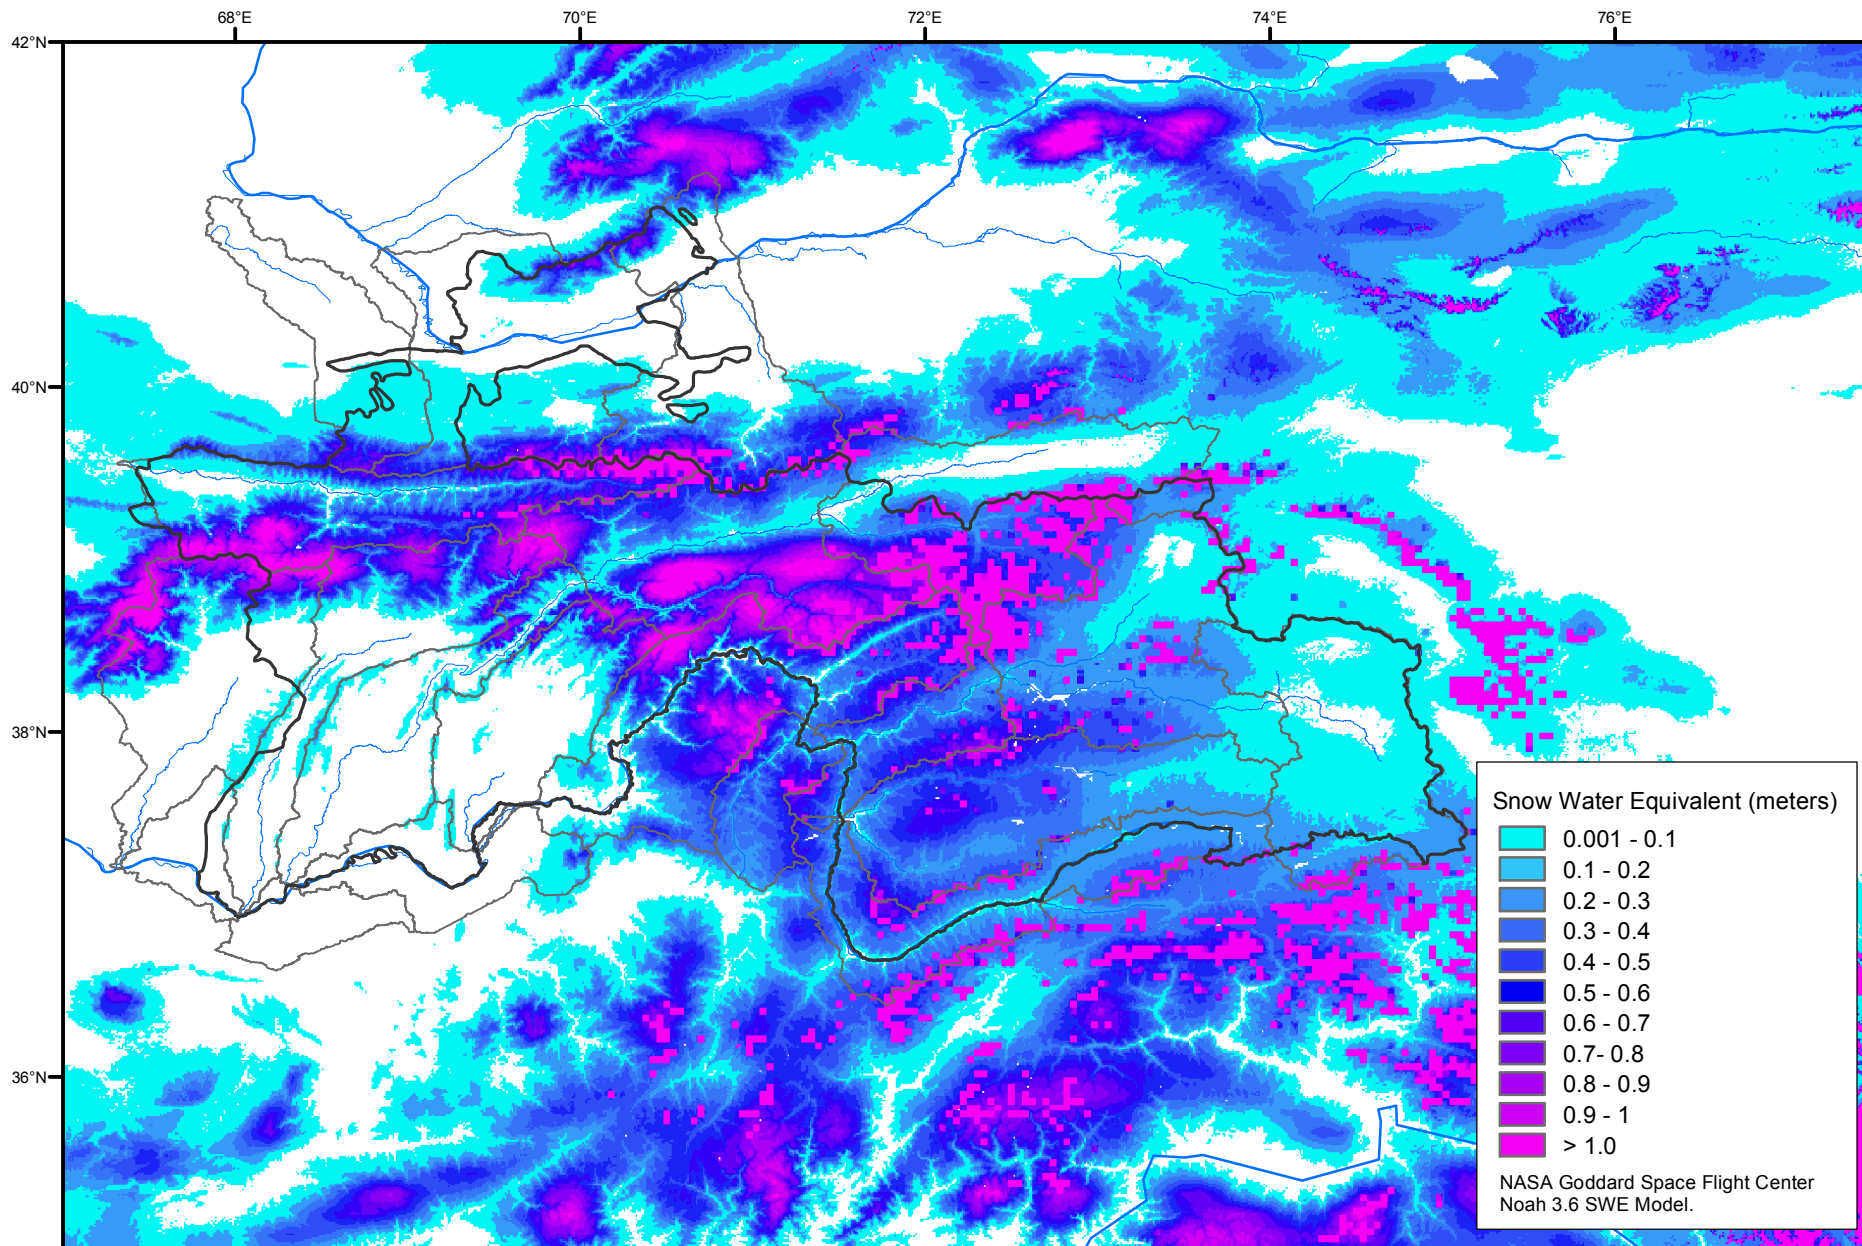 68°E 70°E 72°E 74°E 76°E
42°N
40°N
38°N
36°N
Snow Water Equivalent (meters)
0.001 - 0.1
0.1 - 0.2
0.2 - 0.3
0.3 - 0.4
0.4 - 0.5
0.5 - 0.6
0.6 - 0.7
0.7- 0.8
0.8 - 0.9
0.9 - 1
> 1.0
NASA Goddard Space Flight Center
Noah 3.6 SWE Model.